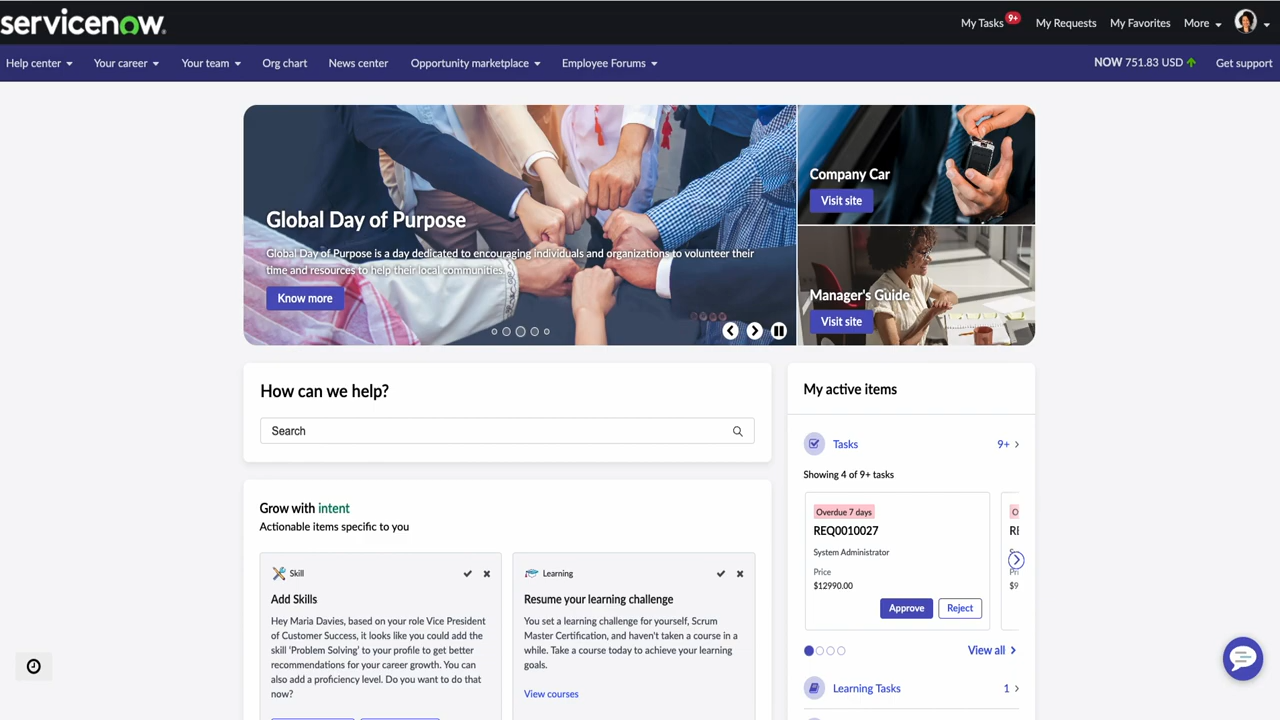 servicenow
My Tasks 9+ My Requests My Favorites More
Help center Your career Your team Org chart News center Opportunity marketplace Employee Forums NOW 751.83 USD Get support
Global Day of Purpose
Global Day of Purpose is a day dedicated to encouraging individuals and organizations to volunteer their
time and resources to help their local communities.
Know more
Company Car
Visit site
Manager's Guide
Visit site
How can we help?
Search
Grow with intent
Actionable items specific to you
Skill
Add Skills
Hey Maria Davies, based on your role Vice President
of Customer Success, it looks like you could add the
skill 'Problem Solving' to your profile to get better
recommendations for your career growth. You can
also add a proficiency level. Do you want to do that
now?
Learning
Resume your learning challenge
You set a learning challenge for yourself, Scrum
Master Certification, and haven't taken a course in a
while. Take a course today to achieve your learning
goals.
View courses
My active items
Tasks 9+
Showing 4 of 9+ tasks
Overdue 7 days
REQ0010027
System Administrator
Price
$12990.00
Approve Reject
View all
Learning Tasks 1